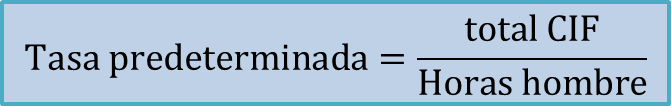 Tasa predeterminada = total CIF / Horas hombre